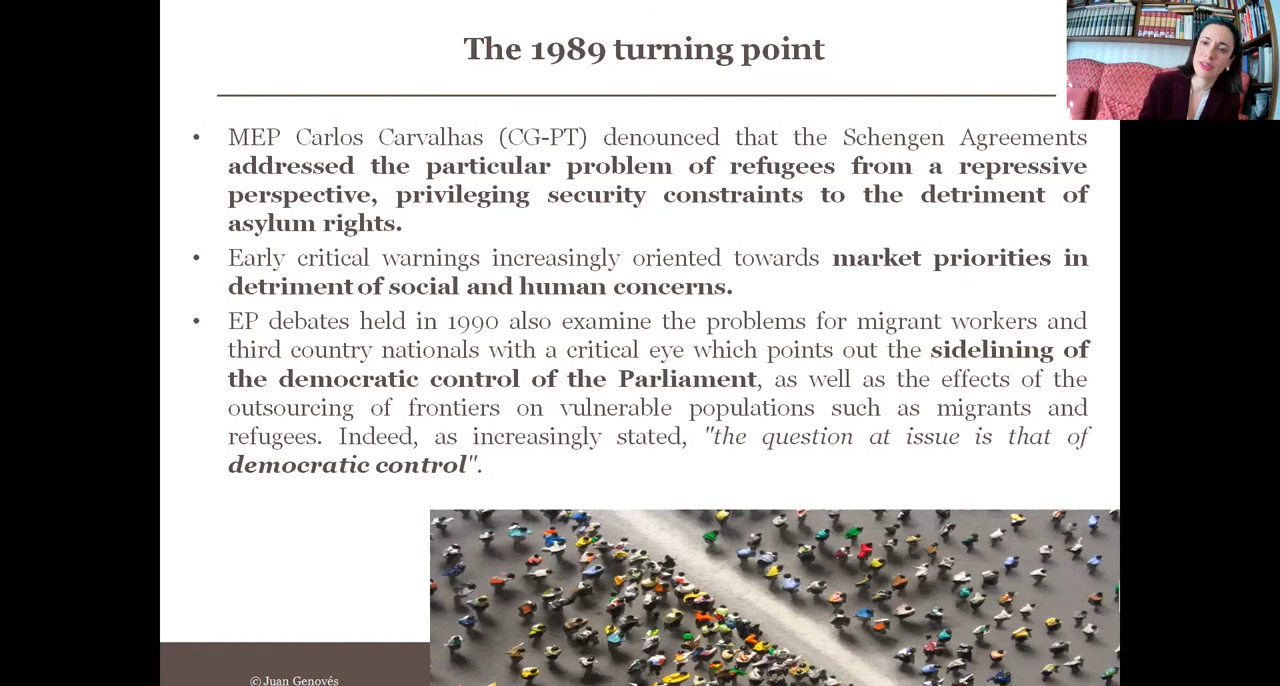 The 1989 turning point
• MEP Carlos Carvalhas (CG-PT) denounced that the Schengen Agreements
addressed the particular problem of refugees from a repressive
perspective, privileging security constraints to the detriment of
asylum rights.
• Early critical warnings increasingly oriented towards market priorities in
detriment of social and human concerns.
• EP debates held in 1990 also examine the problems for migrant workers and
third country nationals with a critical eye which points out the sidelining of
the democratic control of the Parliament, as well as the effects of the
outsourcing of frontiers on vulnerable populations such as migrants and
refugees. Indeed, as increasingly stated, "the question at issue is that of
democratic control".
©Juan Genovés